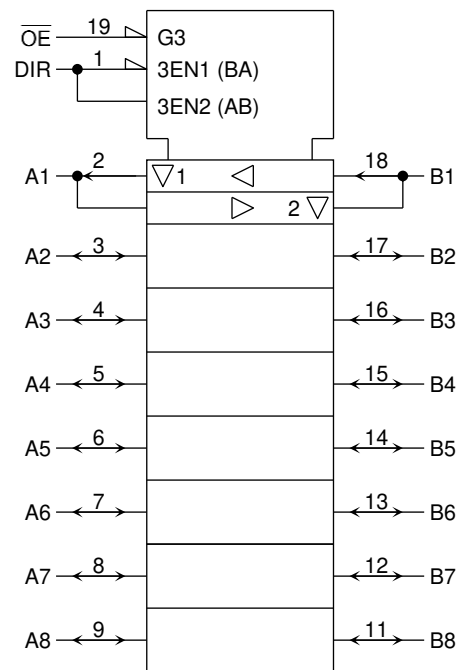 OE 19 G3
DIR 1 3EN1 (BA)
3EN2 (AB)
A1 2 1 18 B1
2
A2 3 17 B2
A3 4 16 B3
A4 5 15 B4
A5 6 14 B5
A6 7 13 B6
A7 8 12 B7
A8 9 11 B8